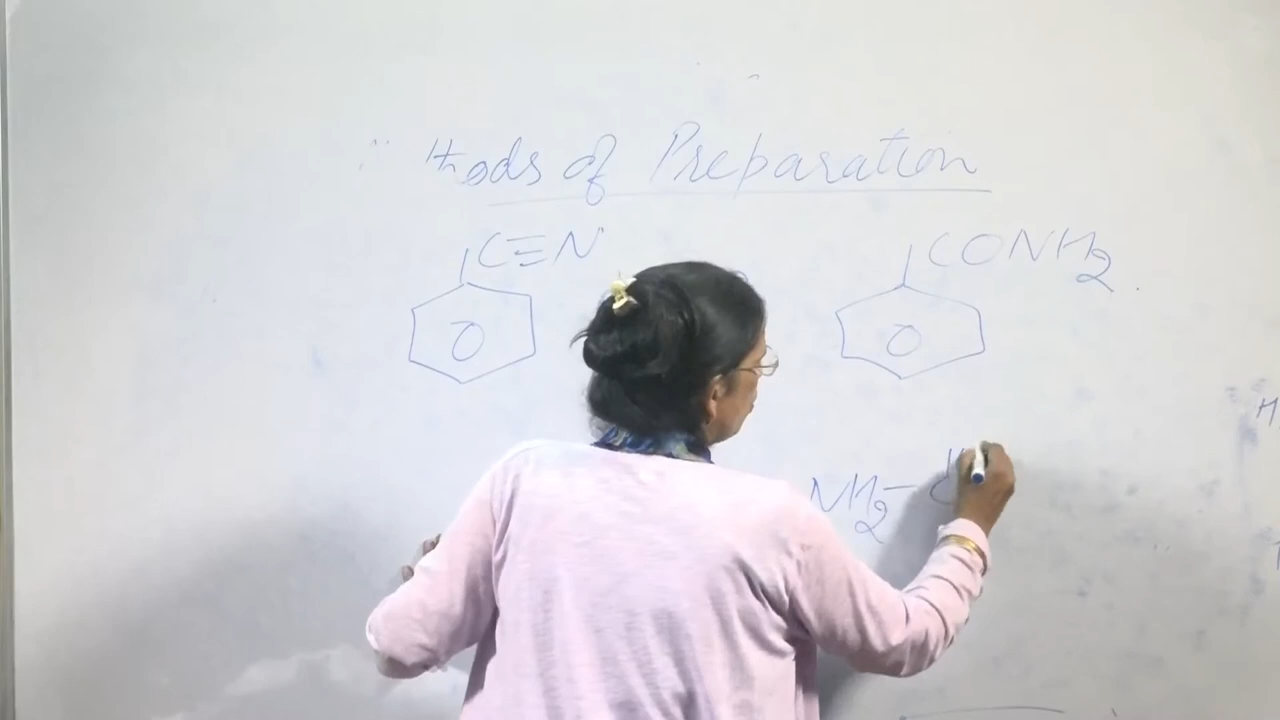 thods of Preparation
C≡N CONH2
NH2-C
H